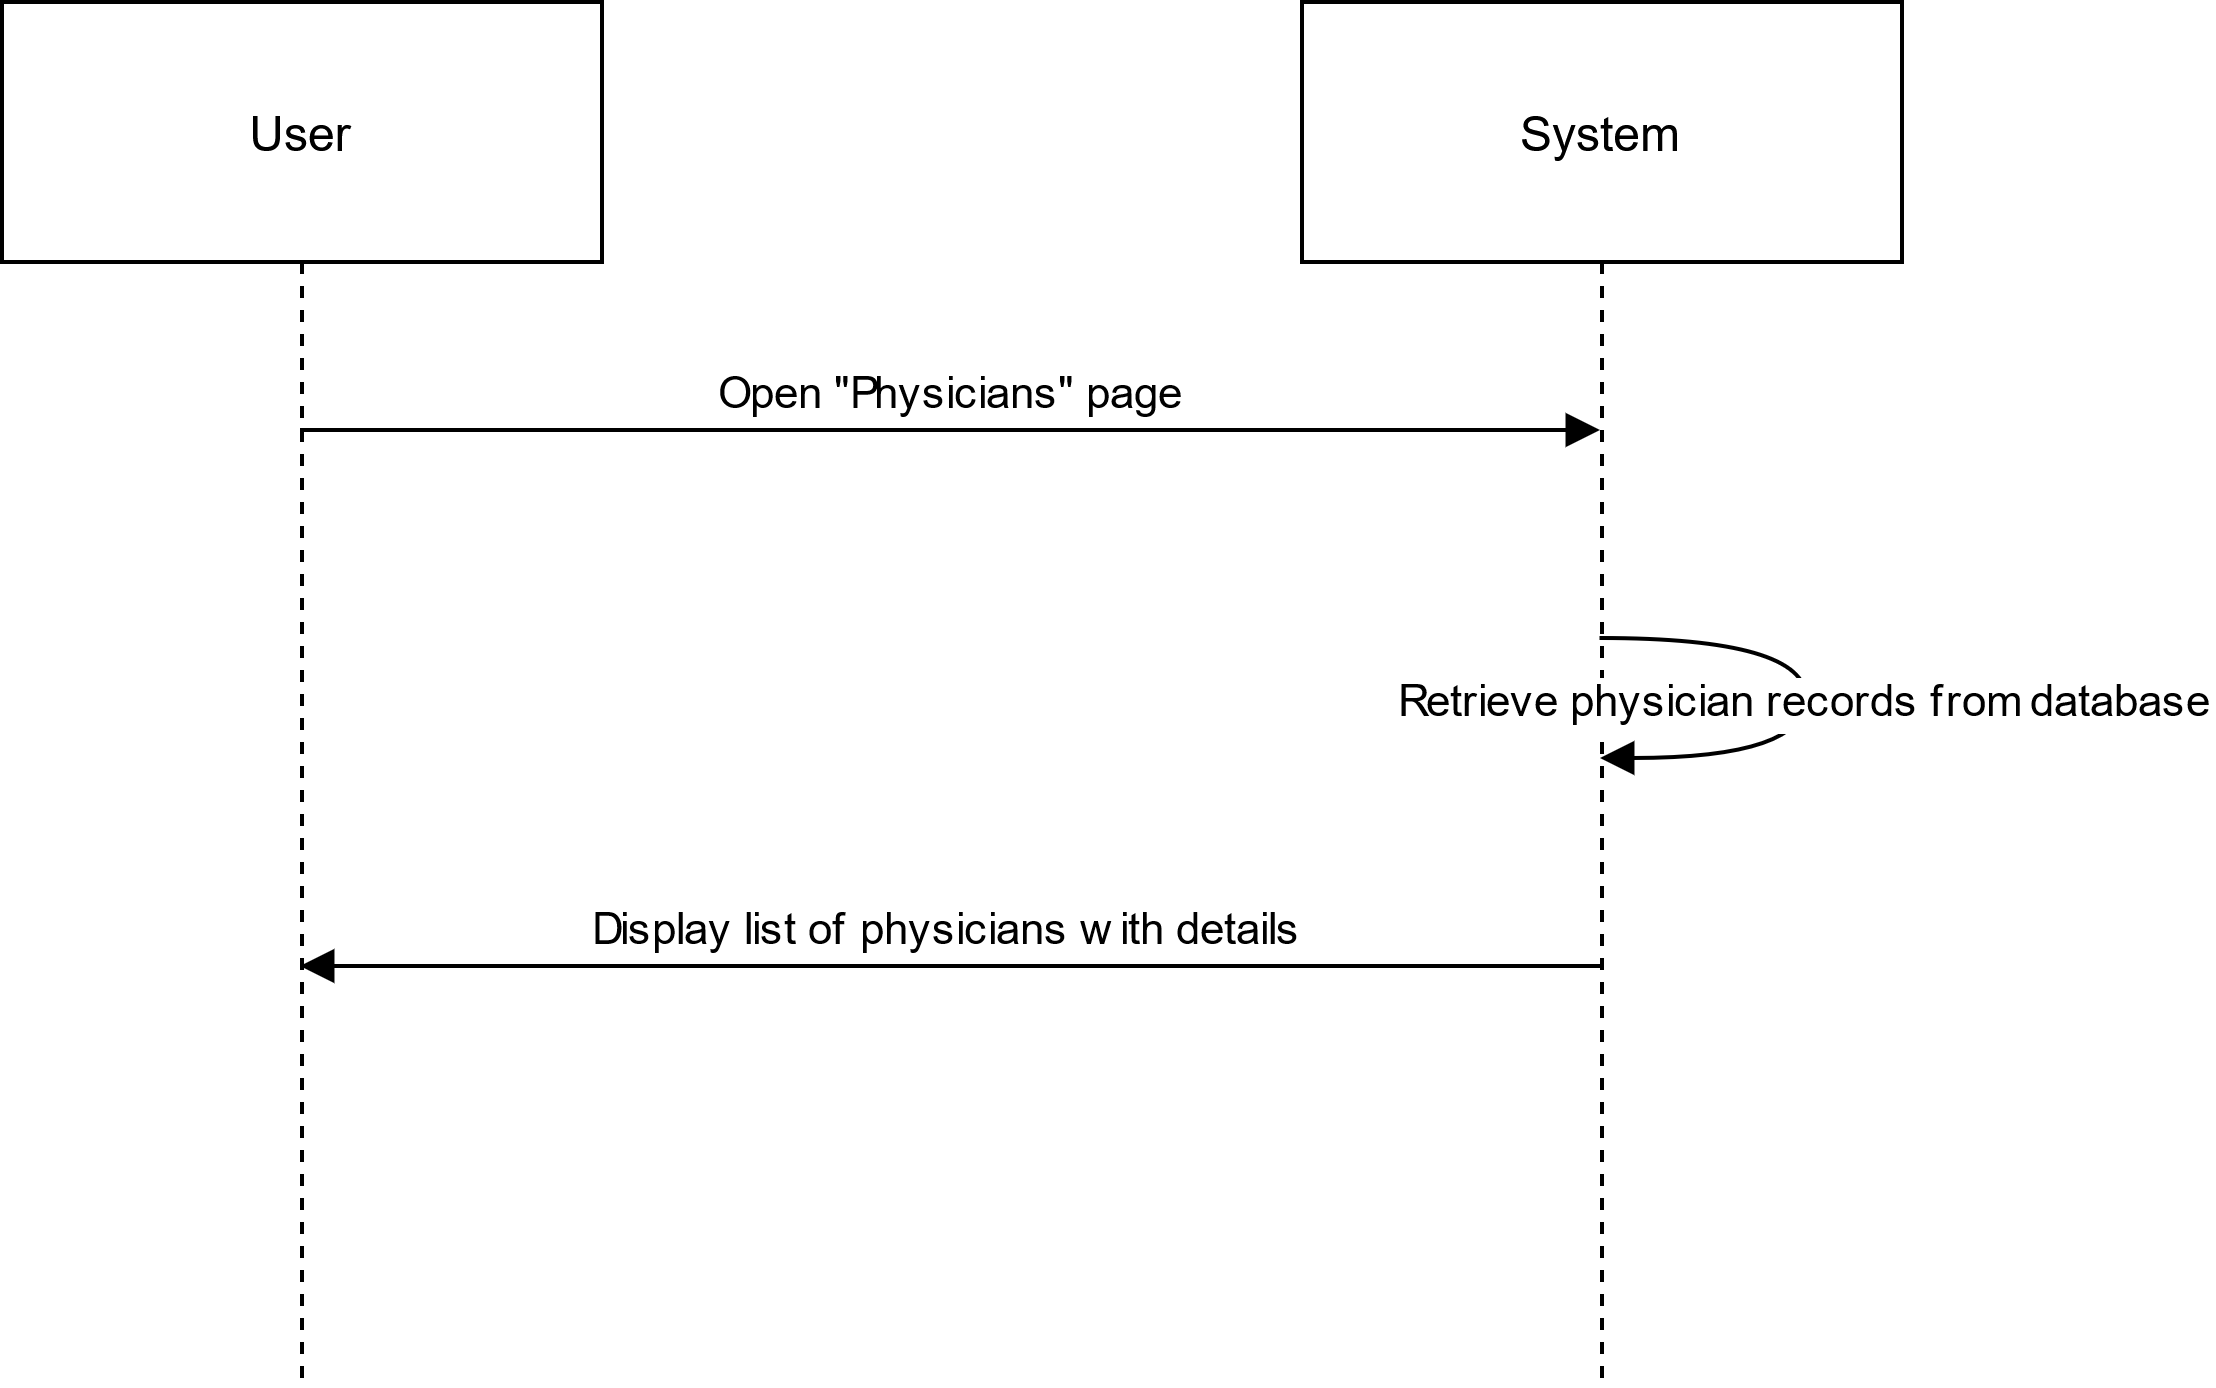 User
System
Open "Physicians" page
Retrieve physician records from database
Display list of physicians with details